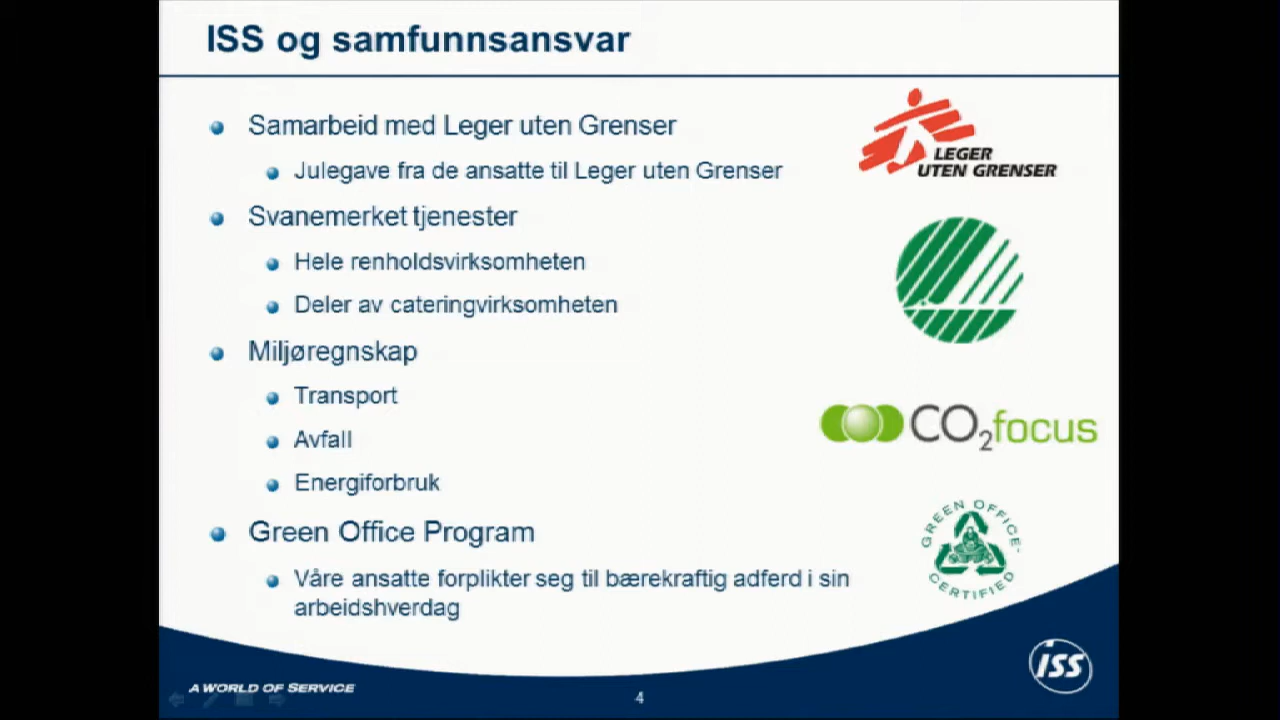 ISS og samfunnsansvar
Samarbeid med Leger uten Grenser
Julegave fra de ansatte til Leger uten Grenser
LEGER
UTEN GRENSER
Svanemerket tjenester
Hele renholdsvirksomheten
Deler av cateringvirksomheten
Miljøregnskap
Transport
Avfall
Energiforbruk
CO2focus
Green Office Program
Våre ansatte forplikter seg til bærekraftig adferd i sin
arbeidshverdag
GREEN OFFICE-
CERTIFIED
A WORLD OF SERVICE
4
ISS